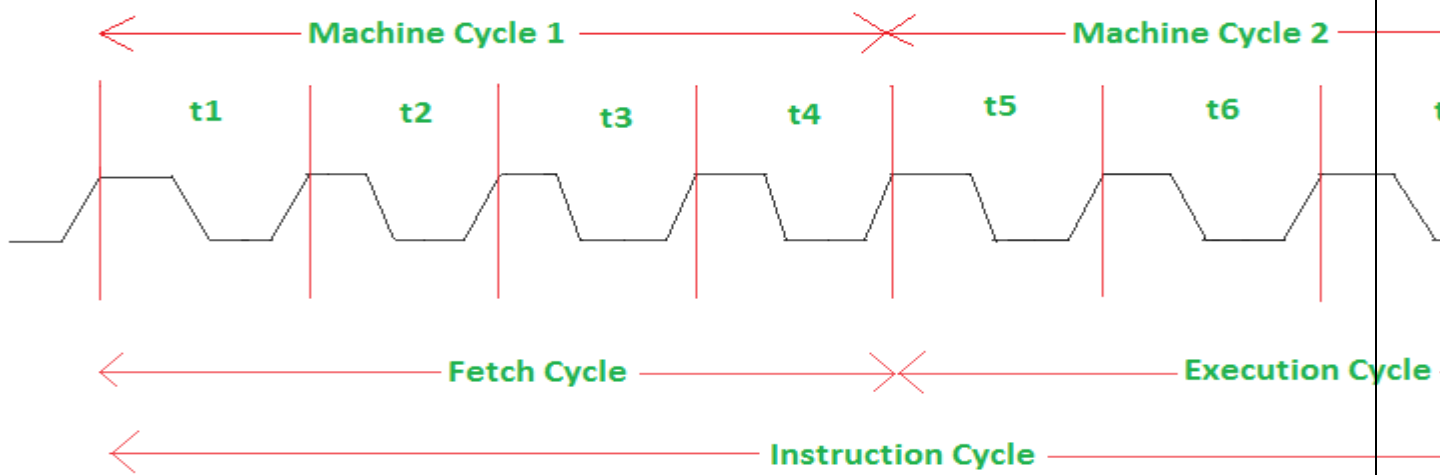 Machine Cycle 1 Machine Cycle 2
t1 t2 t3 t4 t5 t6
Fetch Cycle Execution Cycle
Instruction Cycle